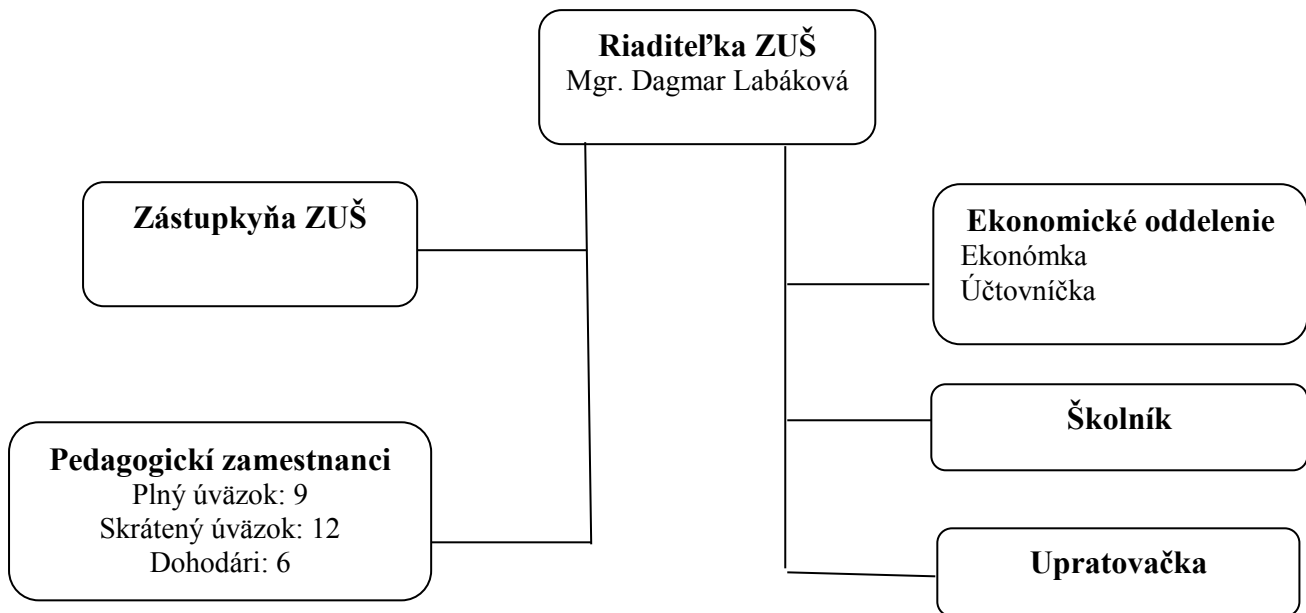 Riaditeľka ZUŠ
Mgr. Dagmar Labáková
Zástupkyňa ZUŠ
Ekonomické oddelenie
Ekonómka
Účtovníčka
Školník
Pedagogickí zamestnanci
Plný úväzok: 9
Skrátený úväzok: 12
Dohodári: 6
Upratovačka